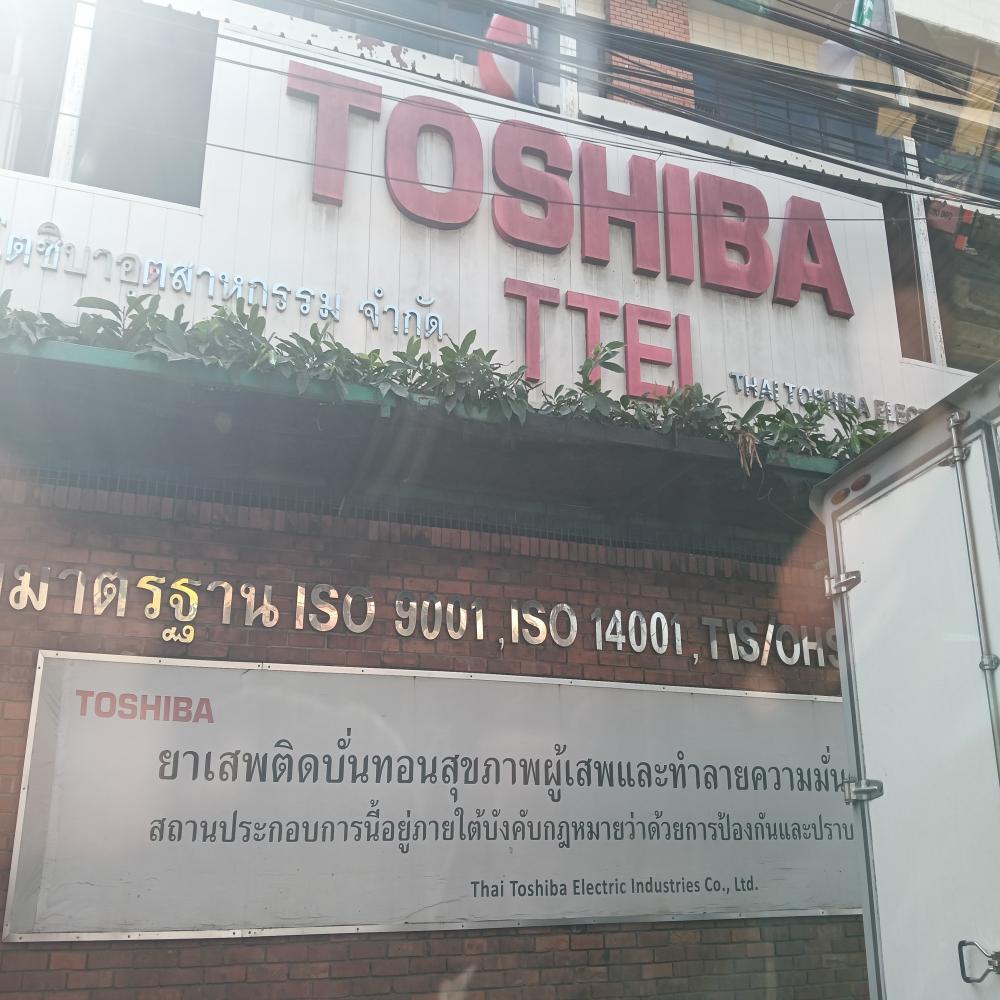 TOSHIBA
โตชิบาอุตสาหกรรม จำกัด
TTEI
THAI TOSHIBA ELEC
มาตรฐาน ISO 9001 ,ISO 14001 ,TIS/OHS
TOSHIBA
ยาเสพติดบั่นทอนสุขภาพผู้เสพและทำลายความมั่น
สถานประกอบการนี้อยู่ภายใต้บังคับกฎหมายว่าด้วยการป้องกันและปราบ
Thai Toshiba Electric Industries Co., Ltd.